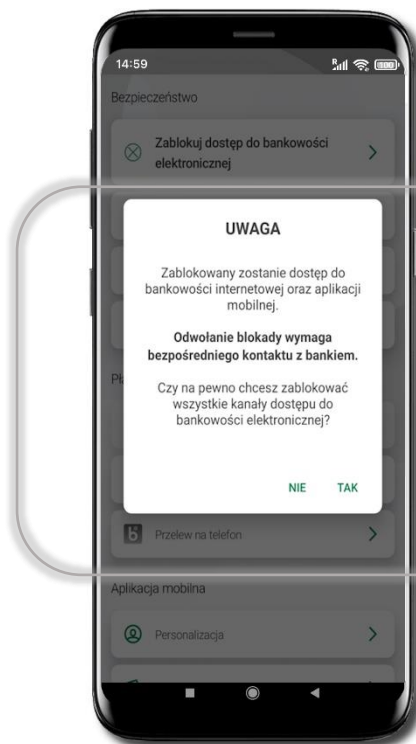 14:59
Bezpieczeństwo
Zablokuj dostęp do bankowości
elektronicznej
UWAGA
Zablokowany zostanie dostęp do
bankowości internetowej oraz aplikacji
mobilnej.
Odwołanie blokady wymaga
bezpośredniego kontaktu z bankiem.
Czy na pewno chcesz zablokować
wszystkie kanały dostępu do
bankowości elektronicznej?
NIE TAK
Przelew na telefon
Aplikacja mobilna
Personalizacja